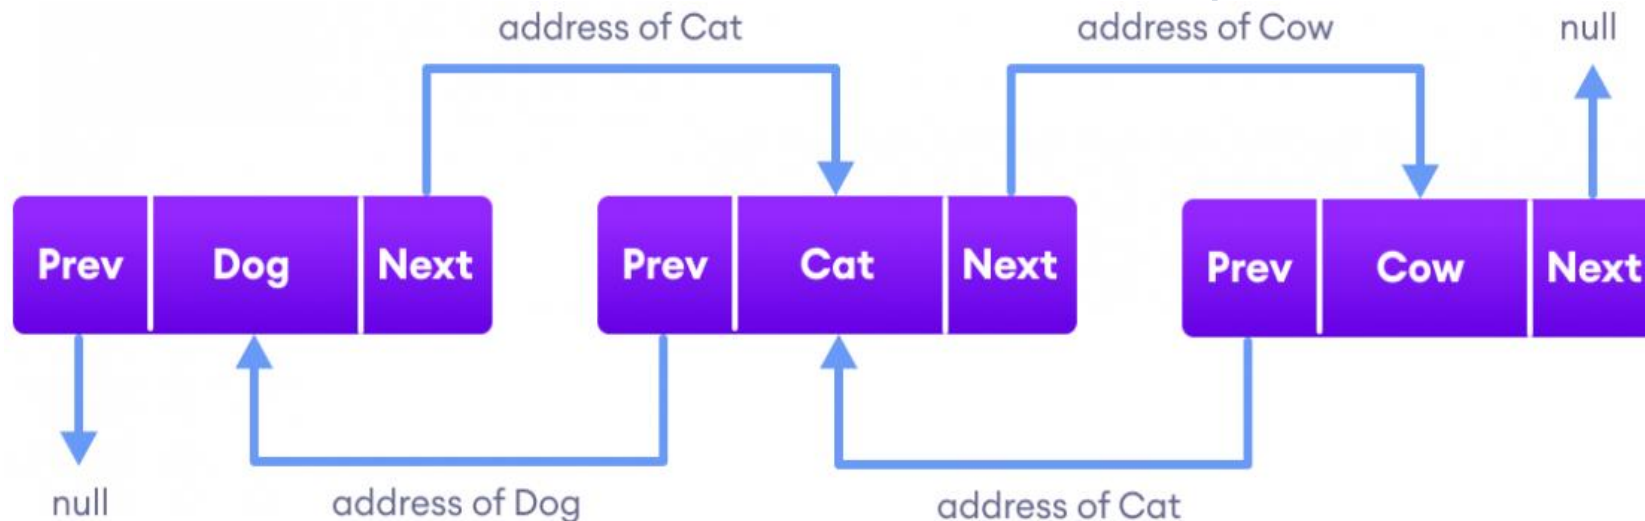 address of Cat address of Cow null
Prev Dog Next Prev Cat Next Prev Cow Next
null address of Dog address of Cat